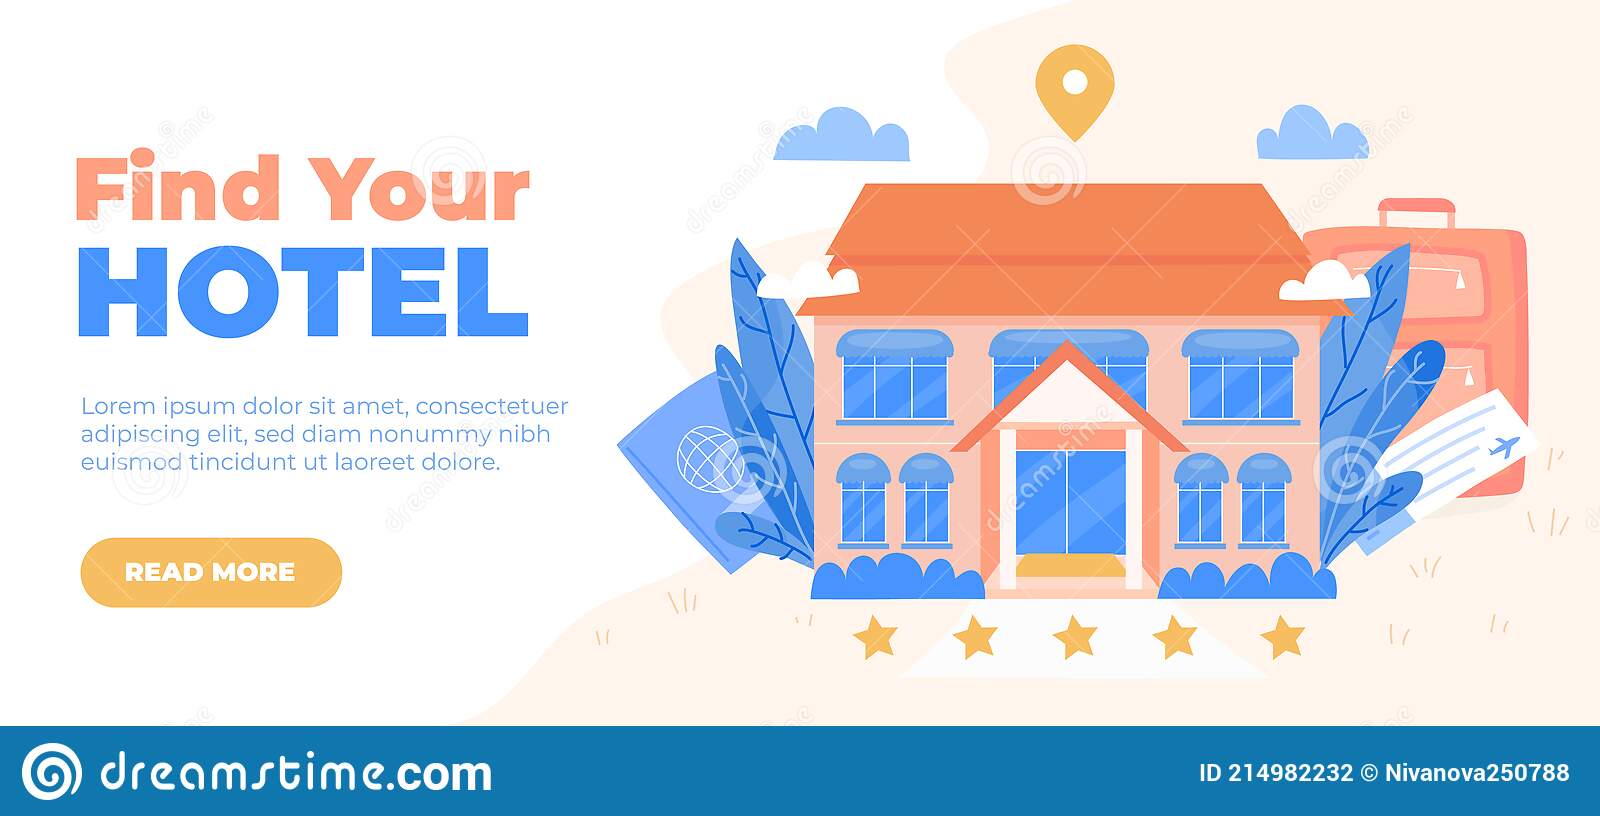 Find Your
HOTEL
Lorem ipsum dolor sit amet, consectetuer
adipiscing elit, sed diam nonummy nibh
euismod tincidunt ut laoreet dolore.
READ MORE
dreamstime.com
ID 214982232 © Nivanova250788